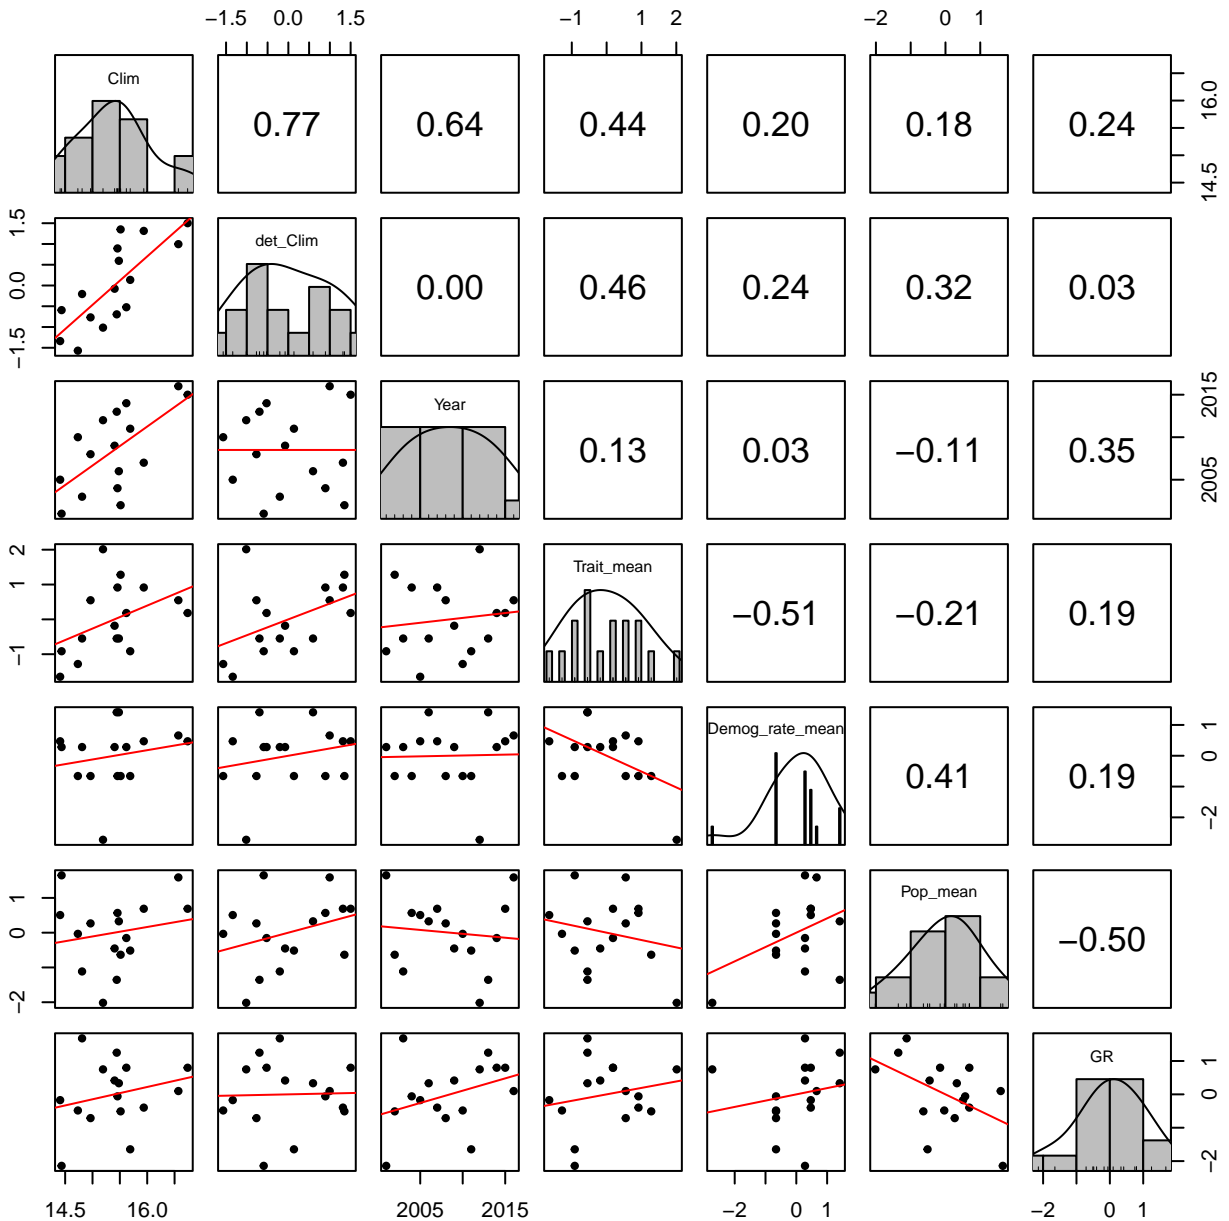 −1.5 0.0 1.5 −1 1 2 −2 0 1
Clim 0.77 0.64 0.44 0.20 0.18 0.24 14.5 16.0
−1.5 0.0 1.5 det_Clim 0.00 0.46 0.24 0.32 0.03
Year 0.13 0.03 −0.11 0.35 2005 2015
−1 1 2 Trait_mean −0.51 −0.21 0.19
Demog_rate_mean 0.41 0.19 −2 0 1
−2 0 1 Pop_mean −0.50
GR −2 0 1
14.5 16.0 2005 2015 −2 0 1 −2 0 1